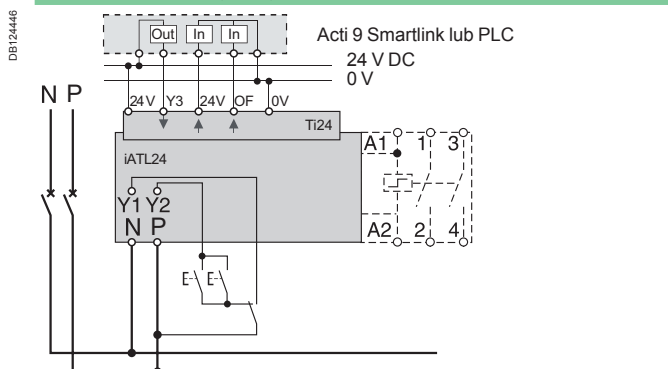 DB124446
Out In In
Acti 9 Smartlink lub PLC
24 V DC
0 V
N P
24V Y3 24V OF 0V
Ti24
A1 1 3
iATL24
Y1 Y2
N P
A2 2 4
E E